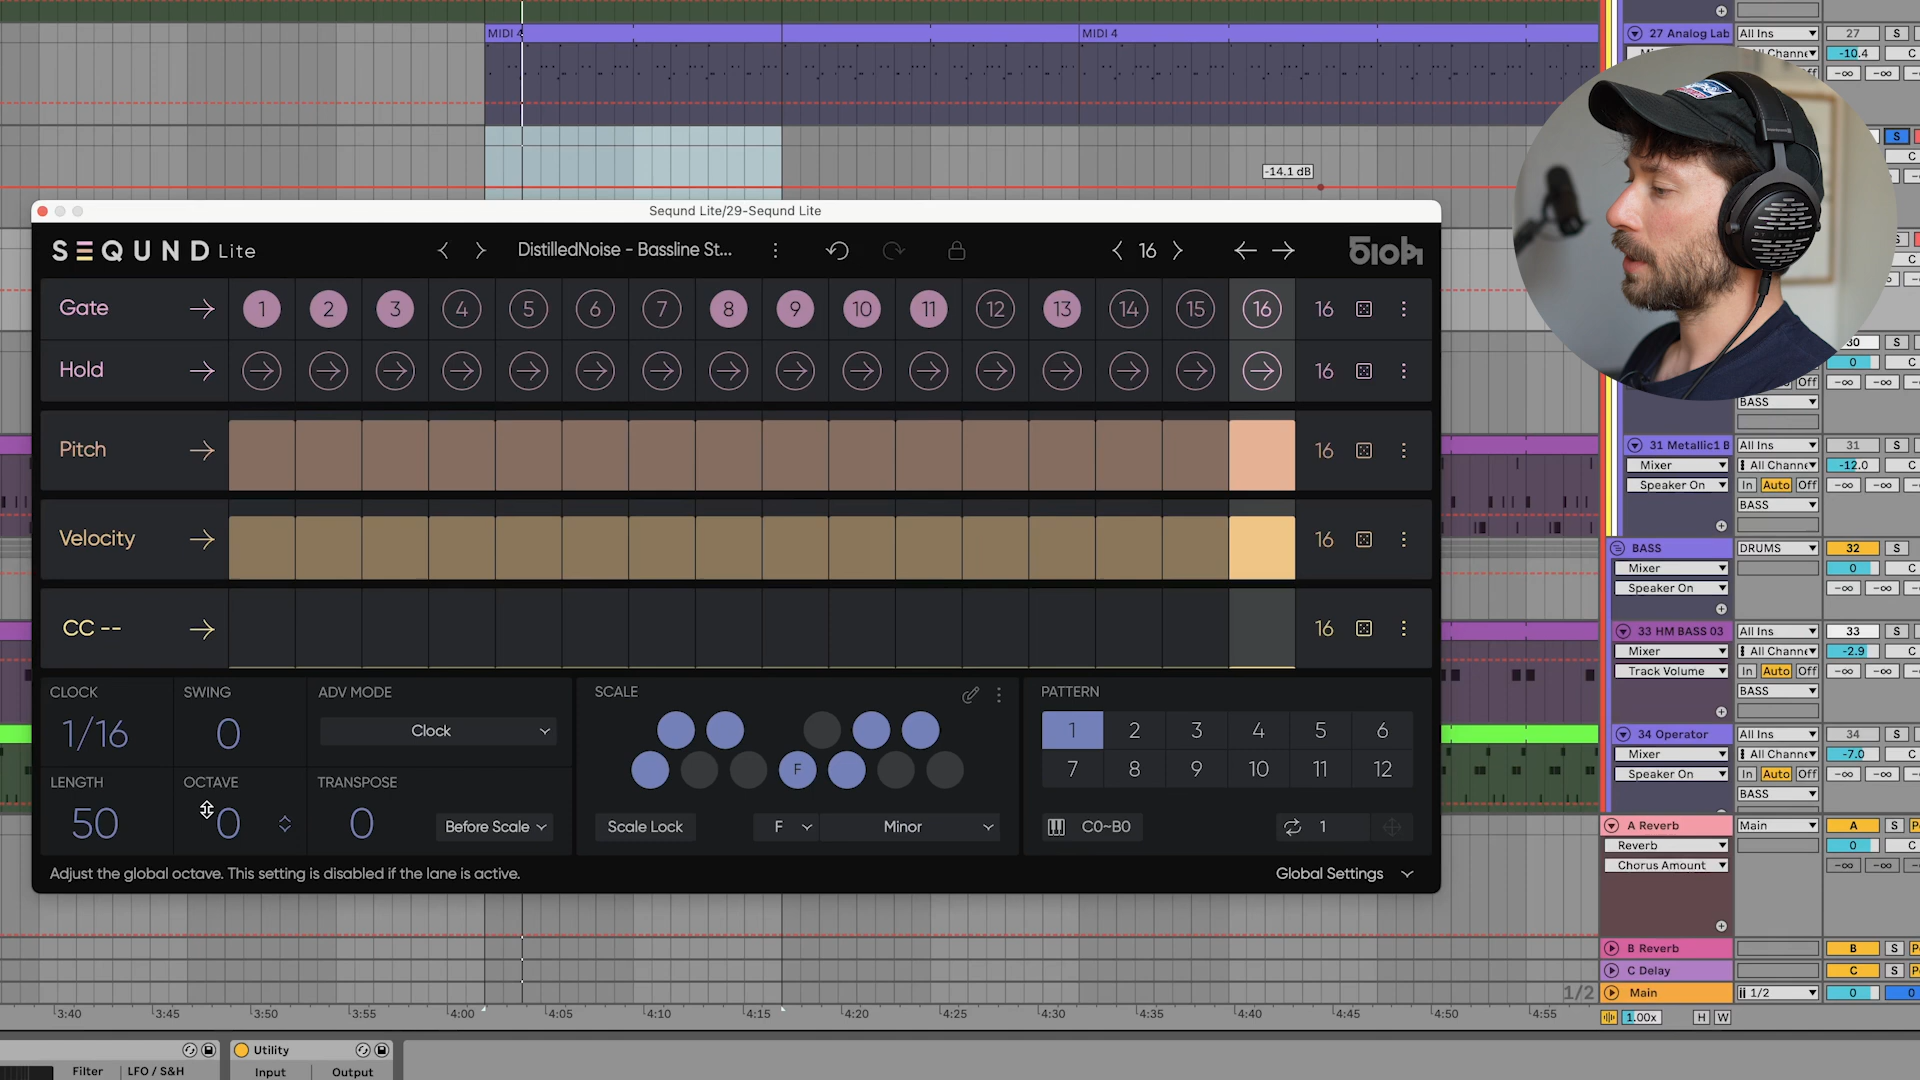 MIDI 4
MIDI 4
-14.1 dB
Seqund Lite/29-Seqund Lite
SEQUND Lite
DistilledNoise - Bassline St...
16
Gate
1 2 3 4 5 6 7 8 9 10 11 12 13 14 15 16
16
Hold
16
Pitch
16
Velocity
16
CC --
16
CLOCK
1/16
SWING
0
ADV MODE
Clock
LENGTH
50
OCTAVE
0
TRANSPOSE
0
Before Scale
SCALE
F
Scale Lock
F
Minor
PATTERN
1 2 3 4 5 6
7 8 9 10 11 12
C0~B0
1
Adjust the global octave. This setting is disabled if the lane is active.
Global Settings
27 Analog Lab
All Ins
27
S
-10.4
C
-∞ -∞
S
C
30
0
C
Off
-∞ -∞
BASS
31 Metallic1 B
All Ins
31
S
Mixer
All Channe
-12.0
C
Speaker On
In Auto Off
-∞ -∞
BASS
BASS
DRUMS
32
S
Mixer
0
C
Speaker On
-∞ -∞
33 HM BASS 03
All Ins
33
S
Mixer
All Channe
-2.9
C
Track Volume
In Auto Off
-∞ -∞
BASS
34 Operator
All Ins
34
S
Mixer
All Channe
-7.0
C
Speaker On
In Auto Off
-∞ -∞
BASS
A Reverb
Main
A
S
Reverb
0
C
Chorus Amount
-∞ -∞
B Reverb
B
S
C Delay
C
S
1/2
Main
1/2
0
0
3:40 3:45 3:50 3:55 4:00 4:05 4:10 4:15 4:20 4:25 4:30 4:35 4:40 4:45 4:50 4:55
1.00x
H W
Utility
Filter
LFO / S&H
Input
Output